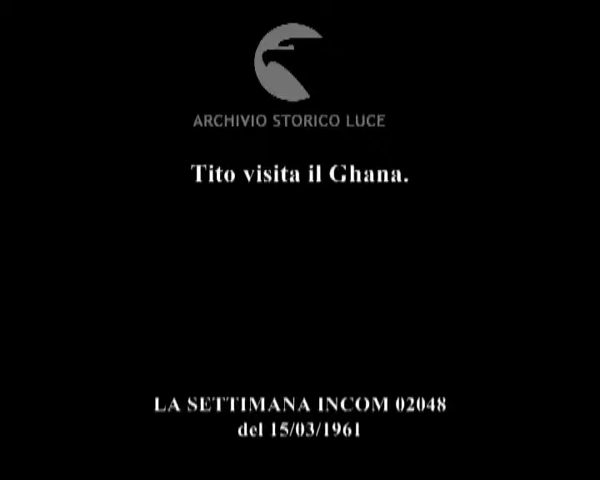 ARCHIVIO STORICO LUCE
Tito visita il Ghana.
LA SETTIMANA INCOM 02048
del 15/03/1961